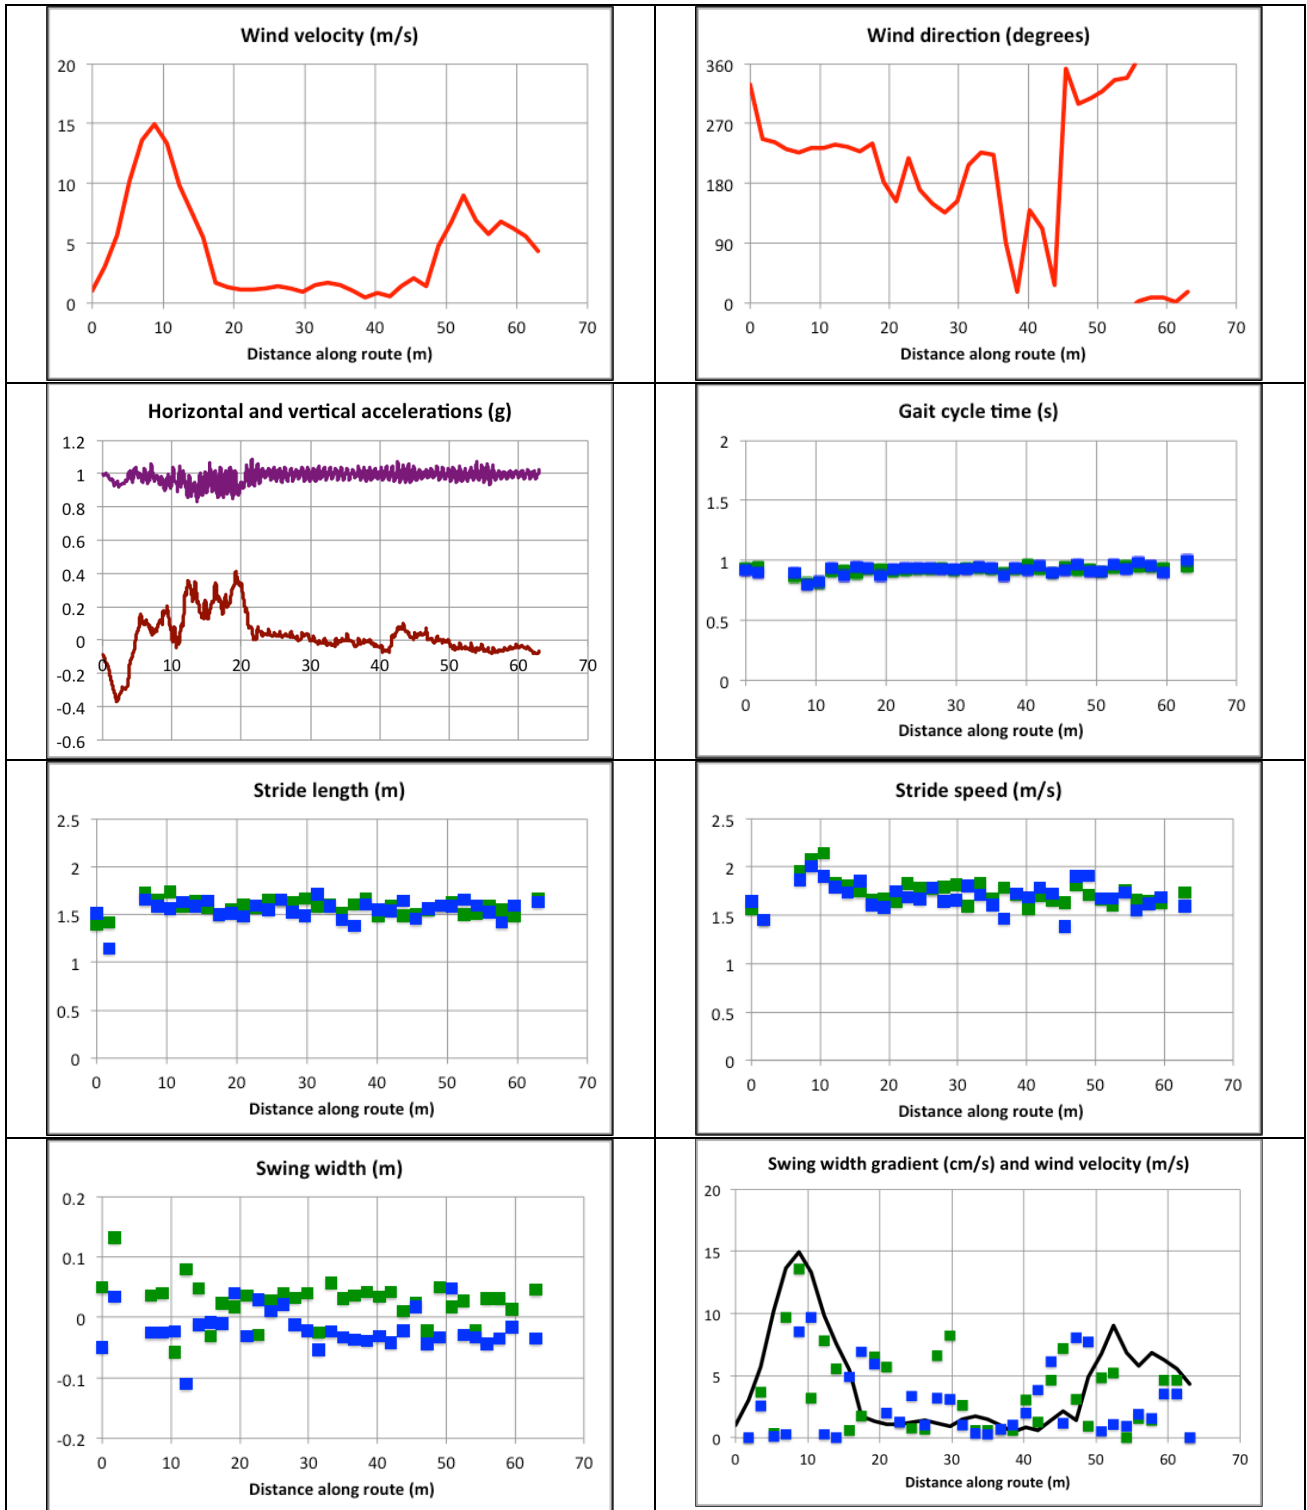 Wind velocity (m/s)
20
15
10
5
0
0 10 20 30 40 50 60 70
Distance along route (m)
Wind direction (degrees)
360
270
180
90
0
0 10 20 30 40 50 60 70
Distance along route (m)
Horizontal and vertical accelerations (g)
1.2
1
0.8
0.6
0.4
0.2
0
0 10 20 30 40 50 60 70
-0.2
-0.4
-0.6
Gait cycle time (s)
2
1.5
1
0.5
0
0 10 20 30 40 50 60 70
Distance along route (m)
Stride length (m)
2.5
2
1.5
1
0.5
0
0 10 20 30 40 50 60 70
Distance along route (m)
Stride speed (m/s)
2.5
2
1.5
1
0.5
0
0 10 20 30 40 50 60 70
Distance along route (m)
Swing width (m)
0.2
0.1
0
-0.1
-0.2
0 10 20 30 40 50 60 70
Distance along route (m)
Swing width gradient (cm/s) and wind velocity (m/s)
20
15
10
5
0
0 10 20 30 40 50 60 70
Distance along route (m)